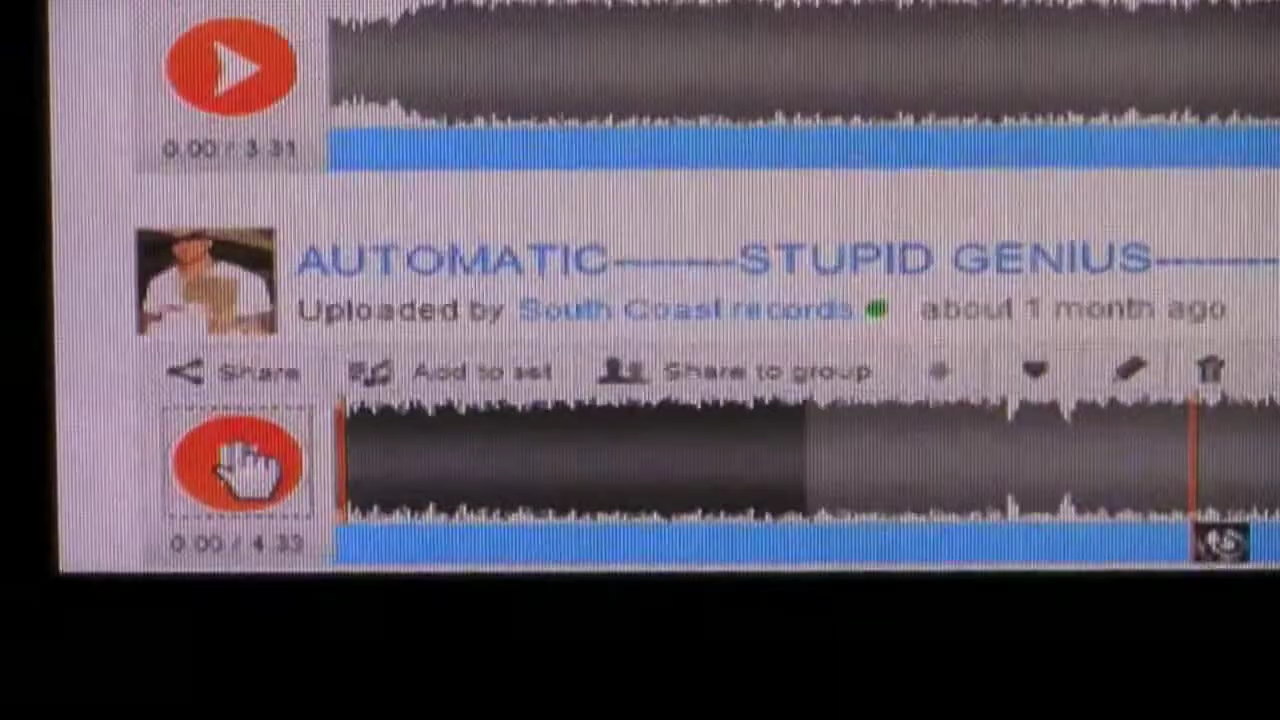 0.00 / 3.31
AUTOMATIC--------STUPID GENIUS--------
Uploaded by South Coast records about 1 month ago
Share Add to set Share to group
0.00 / 4.33